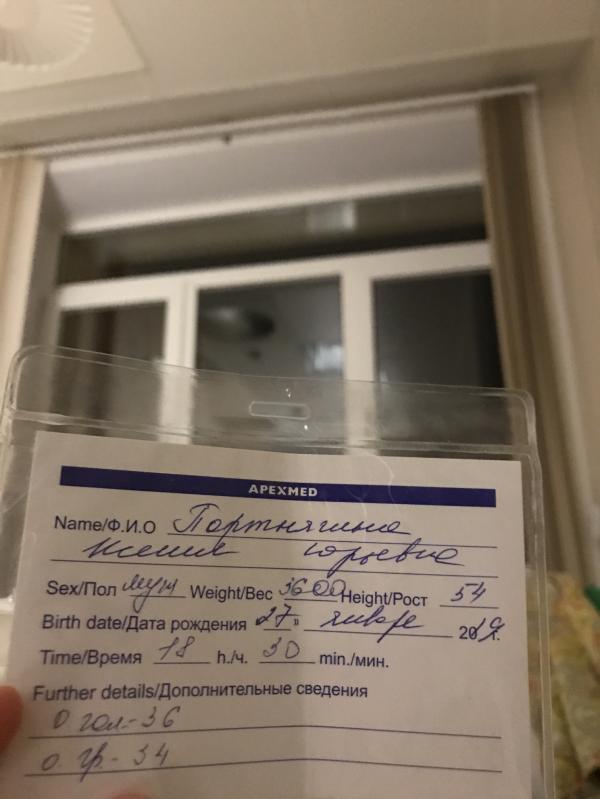 APEXMED
Name/Ф.И.О Портнягина
Ксения Юрьевна
Sex/Пол муж Weight/Вес 3600 Height/Рост 54
Birth date/Дата рождения 27 " января 2019г.
Time/Время 18 h./ч. 30 min./мин.
Further details/Дополнительные сведения
О гол.-36
о. гр.- 34